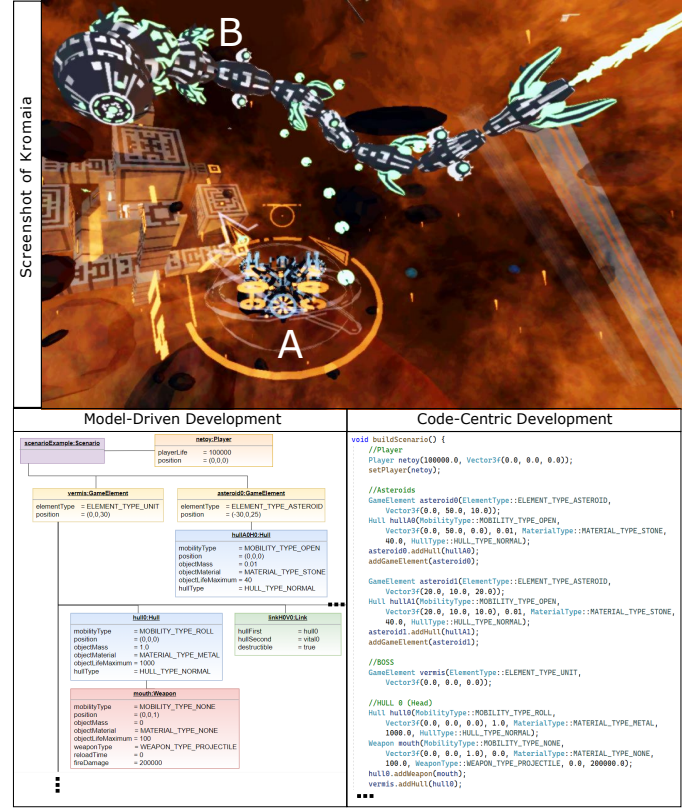 Screenshot of Kromaia
B
A
Model-Driven Development
scenarioExample:Scenario
netoy:Player
playerLife = 100000
position = (0,0,0)
vermis:GameElement
elementType = ELEMENT_TYPE_UNIT
position = (0,0,30)
asteroid0:GameElement
elementType = ELEMENT_TYPE_ASTEROID
position = (-30,0,25)
hullA0H0:Hull
mobilityType = MOBILITY_TYPE_OPEN
position = (0,0,0)
objectMass = 0.01
objectMaterial = MATERIAL_TYPE_STONE
objectLifeMaximum = 40
hullType = HULL_TYPE_NORMAL
hull0:Hull
mobilityType = MOBILITY_TYPE_ROLL
position = (0,0,0)
objectMass = 1.0
objectMaterial = MATERIAL_TYPE_METAL
objectLifeMaximum = 1000
hullType = HULL_TYPE_NORMAL
linkH0V0:Link
hullFirst = hull0
hullSecond = vital0
destructible = true
mouth:Weapon
mobilityType = MOBILITY_TYPE_NONE
position = (0,0,1)
objectMass = 0
objectMaterial = MATERIAL_TYPE_NONE
objectLifeMaximum = 100
weaponType = WEAPON_TYPE_PROJECTILE
reloadTime = 0
fireDamage = 200000
Code-Centric Development
void buildScenario() {
//Player
Player netoy(100000.0, Vector3f(0.0, 0.0, 0.0));
setPlayer(netoy);
//Asteroids
GameElement asteroid0(ElementType::ELEMENT_TYPE_ASTEROID,
Vector3f(0.0, 50.0, 10.0));
Hull hullA0(MobilityType::MOBILITY_TYPE_OPEN,
Vector3f(0.0, 50.0, 0.0), 0.01, MaterialType::MATERIAL_TYPE_STONE,
40.0, HullType::HULL_TYPE_NORMAL);
asteroid0.addHull(hullA0);
addGameElement(asteroid0);
GameElement asteroid1(ElementType::ELEMENT_TYPE_ASTEROID,
Vector3f(20.0, 10.0, 20.0));
Hull hullA1(MobilityType::MOBILITY_TYPE_OPEN,
Vector3f(20.0, 10.0, 10.0), 0.01, MaterialType::MATERIAL_TYPE_STONE,
40.0, HullType::HULL_TYPE_NORMAL);
asteroid1.addHull(hullA1);
addGameElement(asteroid1);
//BOSS
GameElement vermis(ElementType::ELEMENT_TYPE_UNIT,
Vector3f(0.0, 0.0, 0.0));
//HULL 0 (Head)
Hull hull0(MobilityType::MOBILITY_TYPE_ROLL,
Vector3f(0.0, 0.0, 0.0), 1.0, MaterialType::MATERIAL_TYPE_METAL,
1000.0, HullType::HULL_TYPE_NORMAL);
Weapon mouth(MobilityType::MOBILITY_TYPE_NONE,
Vector3f(0.0, 0.0, 1.0), 0.0, MaterialType::MATERIAL_TYPE_NONE,
100.0, WeaponType::WEAPON_TYPE_PROJECTILE, 0.0, 200000.0);
hull0.addWeapon(mouth);
vermis.addHull(hull0);